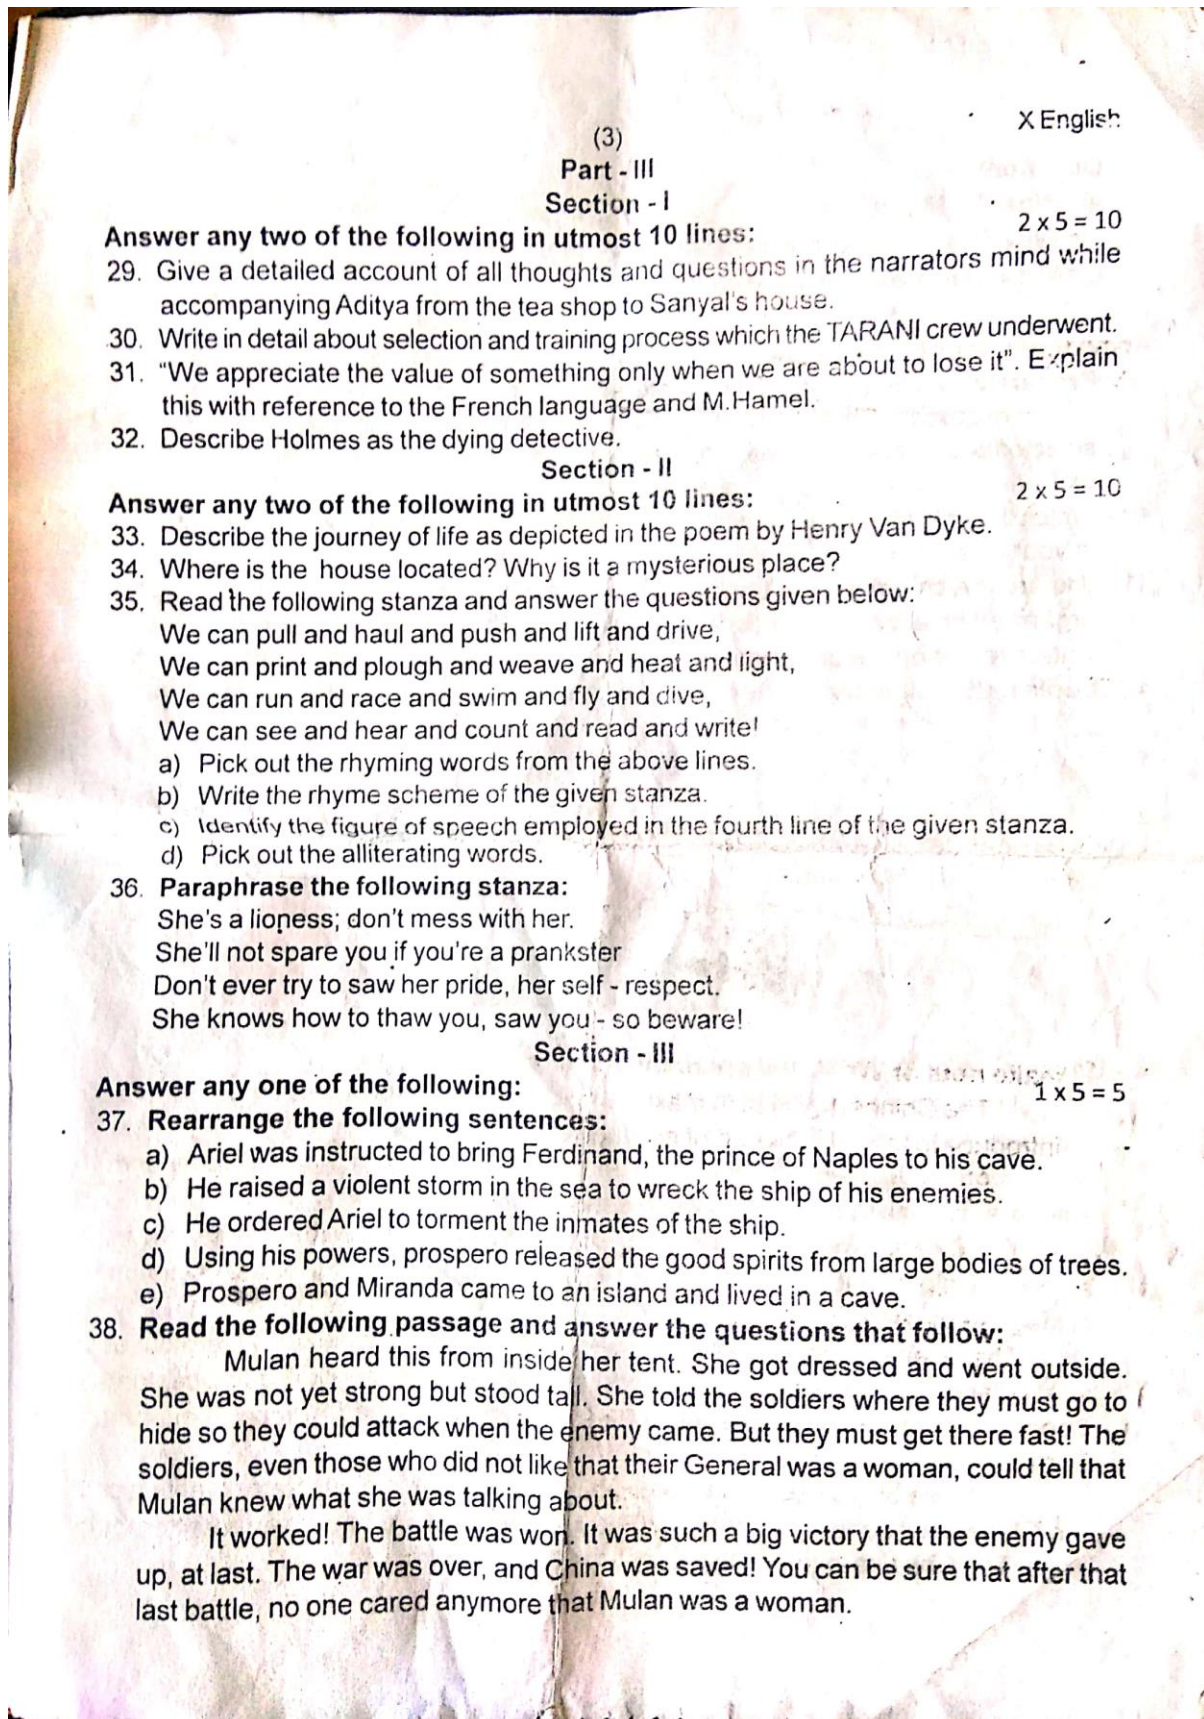 X English
(3)
Part - III
Section - I
Answer any two of the following in utmost 10 lines:
2 x 5 = 10
29. Give a detailed account of all thoughts and questions in the narrators mind while
accompanying Aditya from the tea shop to Sanyal's house.
30. Write in detail about selection and training process which the TARANI crew underwent.
31. "We appreciate the value of something only when we are about to lose it". Explain
this with reference to the French language and M.Hamel.
32. Describe Holmes as the dying detective.
Section - II
Answer any two of the following in utmost 10 lines:
2 x 5 = 10
33. Describe the journey of life as depicted in the poem by Henry Van Dyke.
34. Where is the house located? Why is it a mysterious place?
35. Read the following stanza and answer the questions given below:
We can pull and haul and push and lift and drive,
We can print and plough and weave and heat and light,
We can run and race and swim and fly and dive,
We can see and hear and count and read and write!
a) Pick out the rhyming words from the above lines.
b) Write the rhyme scheme of the given stanza.
c) Identify the figure of speech employed in the fourth line of the given stanza.
d) Pick out the alliterating words.
36. Paraphrase the following stanza:
She's a lioness; don't mess with her.
She'll not spare you if you're a prankster
Don't ever try to saw her pride, her self - respect.
She knows how to thaw you, saw you - so beware!
Section - III
Answer any one of the following:
1 x 5 = 5
37. Rearrange the following sentences:
a) Ariel was instructed to bring Ferdinand, the prince of Naples to his cave.
b) He raised a violent storm in the sea to wreck the ship of his enemies.
c) He ordered Ariel to torment the inmates of the ship.
d) Using his powers, prospero released the good spirits from large bodies of trees.
e) Prospero and Miranda came to an island and lived in a cave.
38. Read the following passage and answer the questions that follow:
Mulan heard this from inside her tent. She got dressed and went outside.
She was not yet strong but stood tall. She told the soldiers where they must go to
hide so they could attack when the enemy came. But they must get there fast! The
soldiers, even those who did not like that their General was a woman, could tell that
Mulan knew what she was talking about.
It worked! The battle was won. It was such a big victory that the enemy gave
up, at last. The war was over, and China was saved! You can be sure that after that
last battle, no one cared anymore that Mulan was a woman.